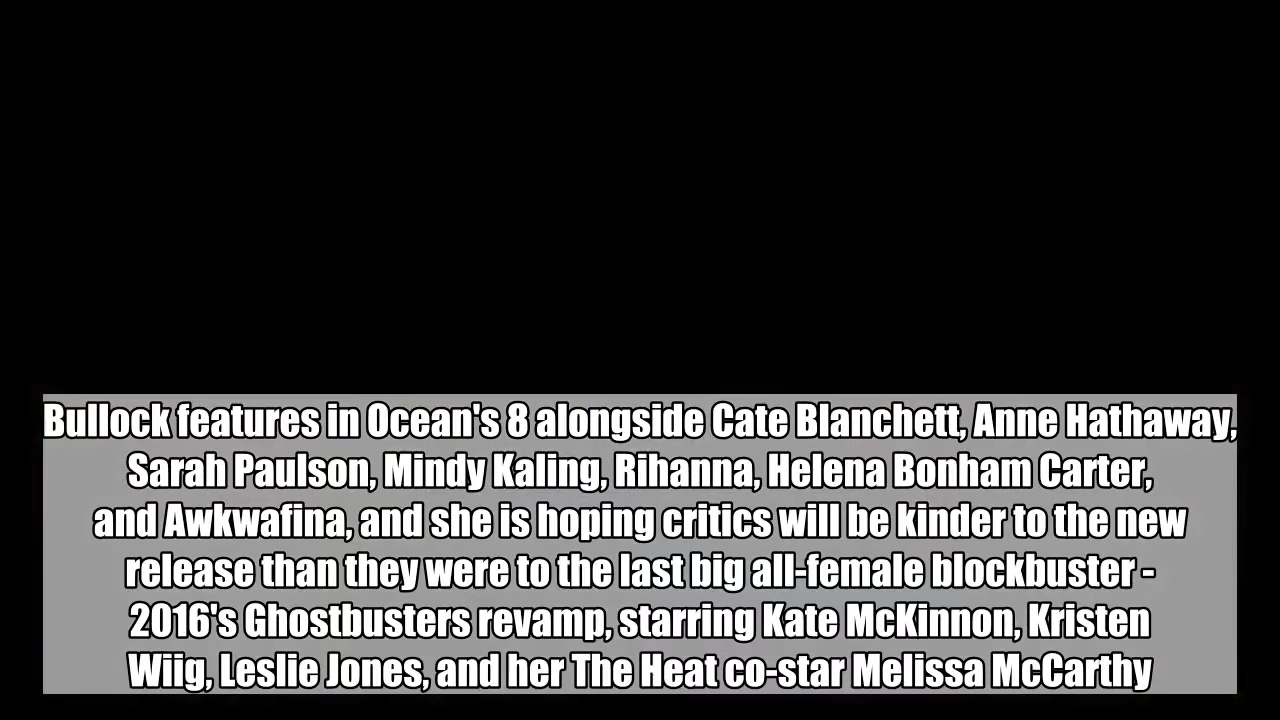 Bullock features in Ocean's 8 alongside Cate Blanchett, Anne Hathaway,
Sarah Paulson, Mindy Kaling, Rihanna, Helena Bonham Carter,
and Awkwafina, and she is hoping critics will be kinder to the new
release than they were to the last big all-female blockbuster -
2016's Ghostbusters revamp, starring Kate McKinnon, Kristen
Wiig, Leslie Jones, and her The Heat co-star Melissa McCarthy